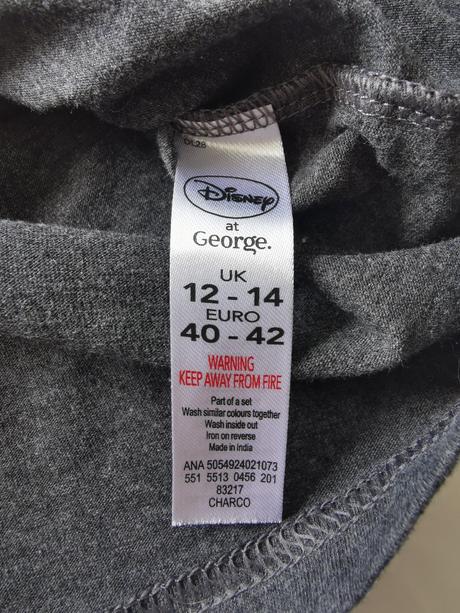 DL28
Disney
at
George.
UK
12 - 14
EURO
40 - 42
WARNING
KEEP AWAY FROM FIRE
Part of a set
Wash similar colours together
Wash inside out
Iron on reverse
Made in India
ANA 5054924021073
551 5513 0456 201
83217
CHARCO